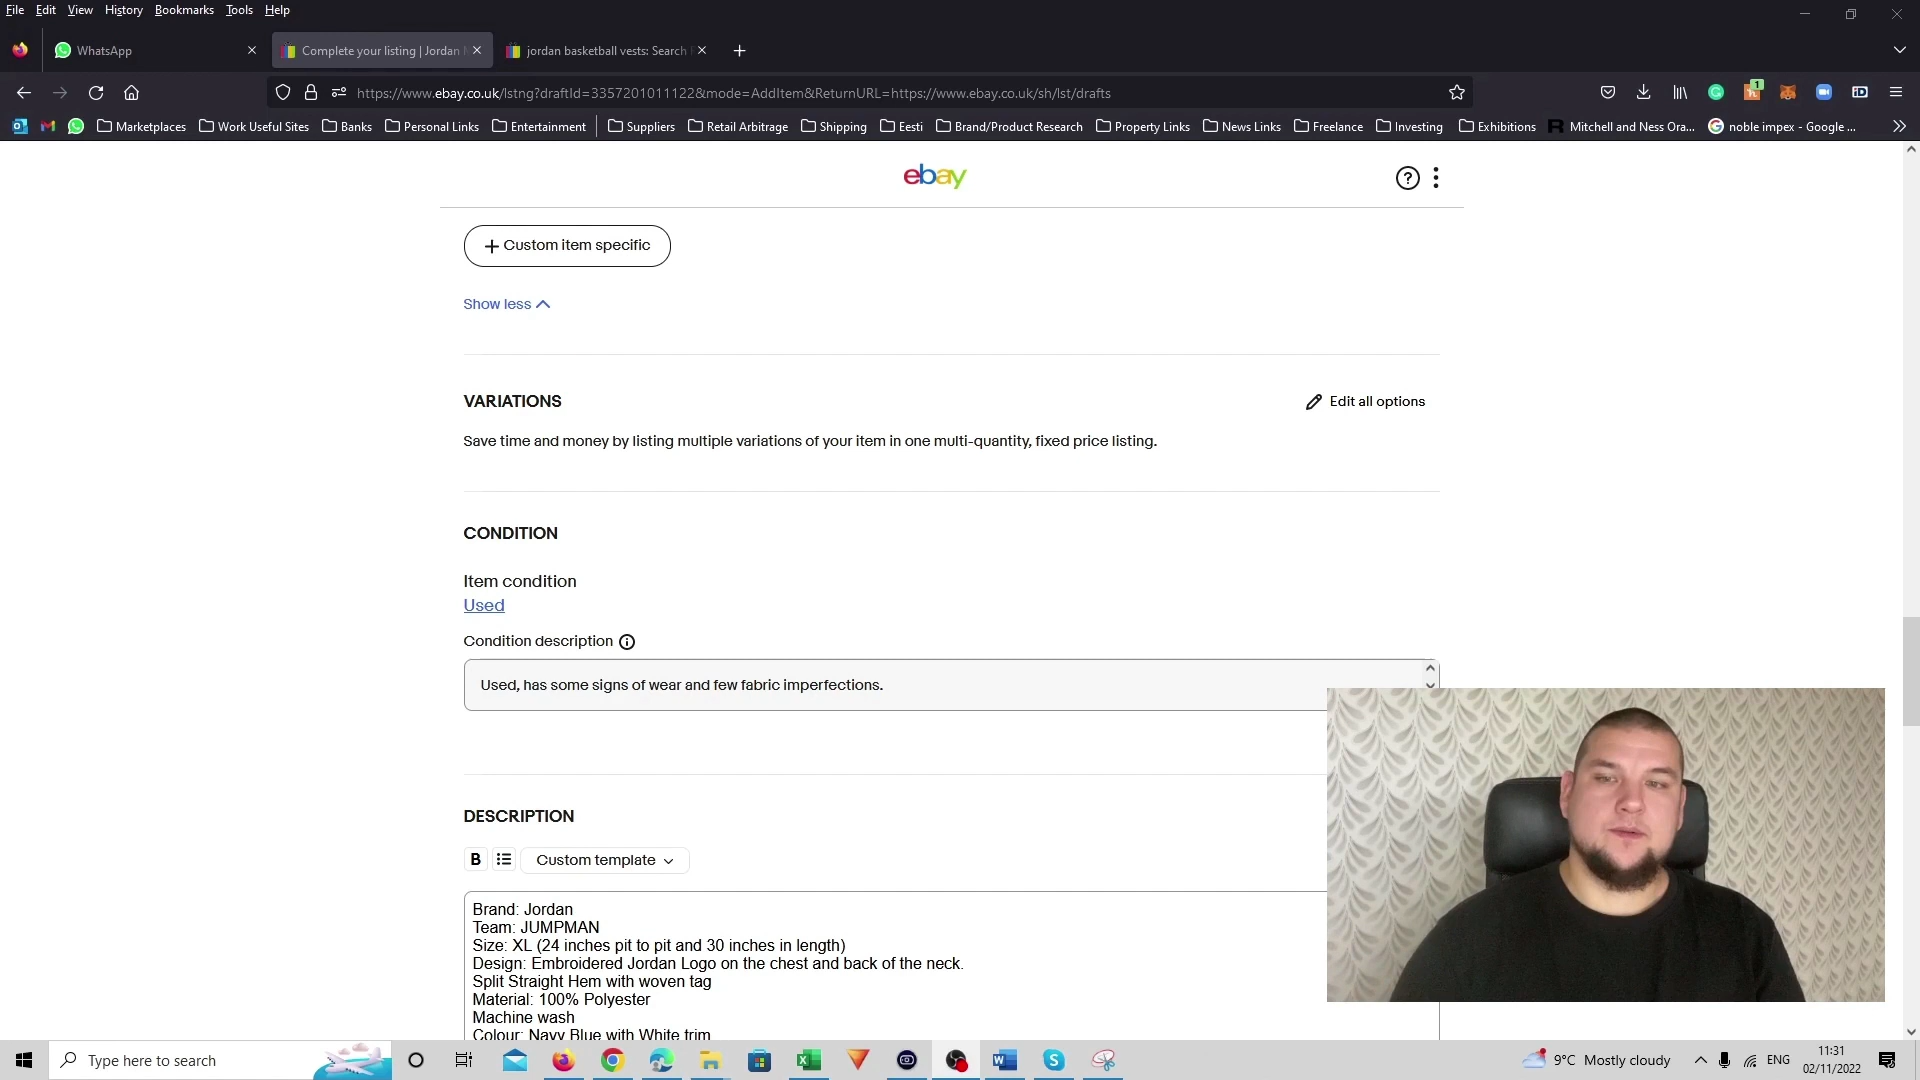 File Edit View History Bookmarks Tools Help
WhatsApp
Complete your listing | Jordan
jordan basketball vests: Search
https://www.ebay.co.uk/lstng?draftId=3357201011122&mode=AddItem&ReturnURL=https://www.ebay.co.uk/sh/lst/drafts
1
Marketplaces Work Useful Sites Banks Personal Links Entertainment Suppliers Retail Arbitrage Shipping Eesti Brand/Product Research Property Links News Links Freelance Investing Exhibitions Mitchell and Ness Ora... noble impex - Google ...
ebay
+ Custom item specific
Show less
VARIATIONS
Edit all options
Save time and money by listing multiple variations of your item in one multi-quantity, fixed price listing.
CONDITION
Item condition
Used
Condition description
Used, has some signs of wear and few fabric imperfections.
DESCRIPTION
B Custom template
Brand: Jordan
Team: JUMPMAN
Size: XL (24 inches pit to pit and 30 inches in length)
Design: Embroidered Jordan Logo on the chest and back of the neck.
Split Straight Hem with woven tag
Material: 100% Polyester
Machine wash
Colour: Navy Blue with White trim
Type here to search
9°C Mostly cloudy
ENG
11:31
02/11/2022